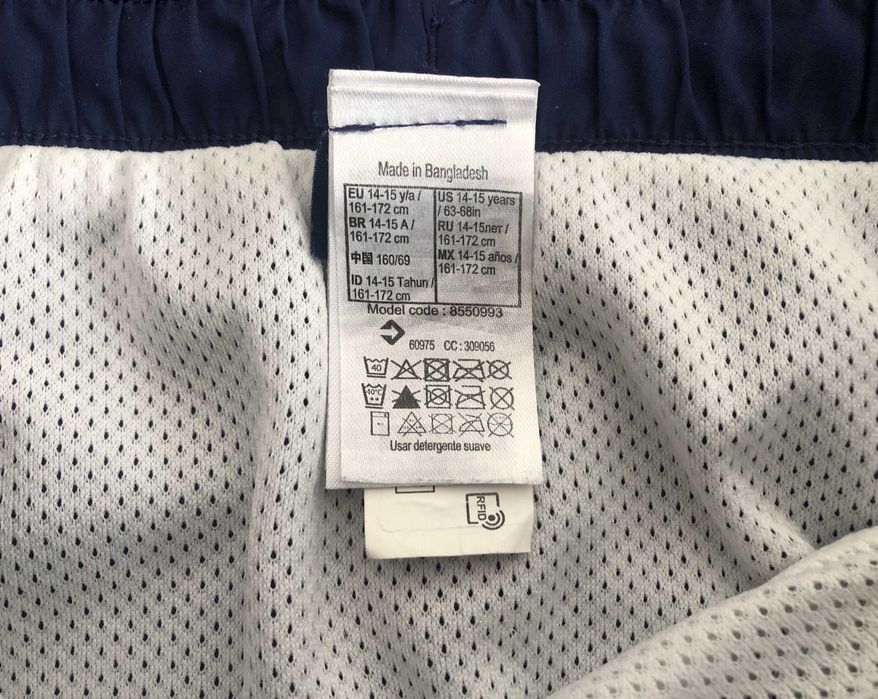 Made in Bangladesh
EU 14-15 y/a /
161-172 cm
BR 14-15 A /
161-172 cm
中国 160/69
ID 14-15 Tahun /
161-172 cm
US 14-15 years
/ 63-68in
RU 14-15лет /
161-172 cm
MX 14-15 años /
161-172 cm
Model code : 8550993
60975 CC : 309056
40
40°C
Usar detergente suave
RFID